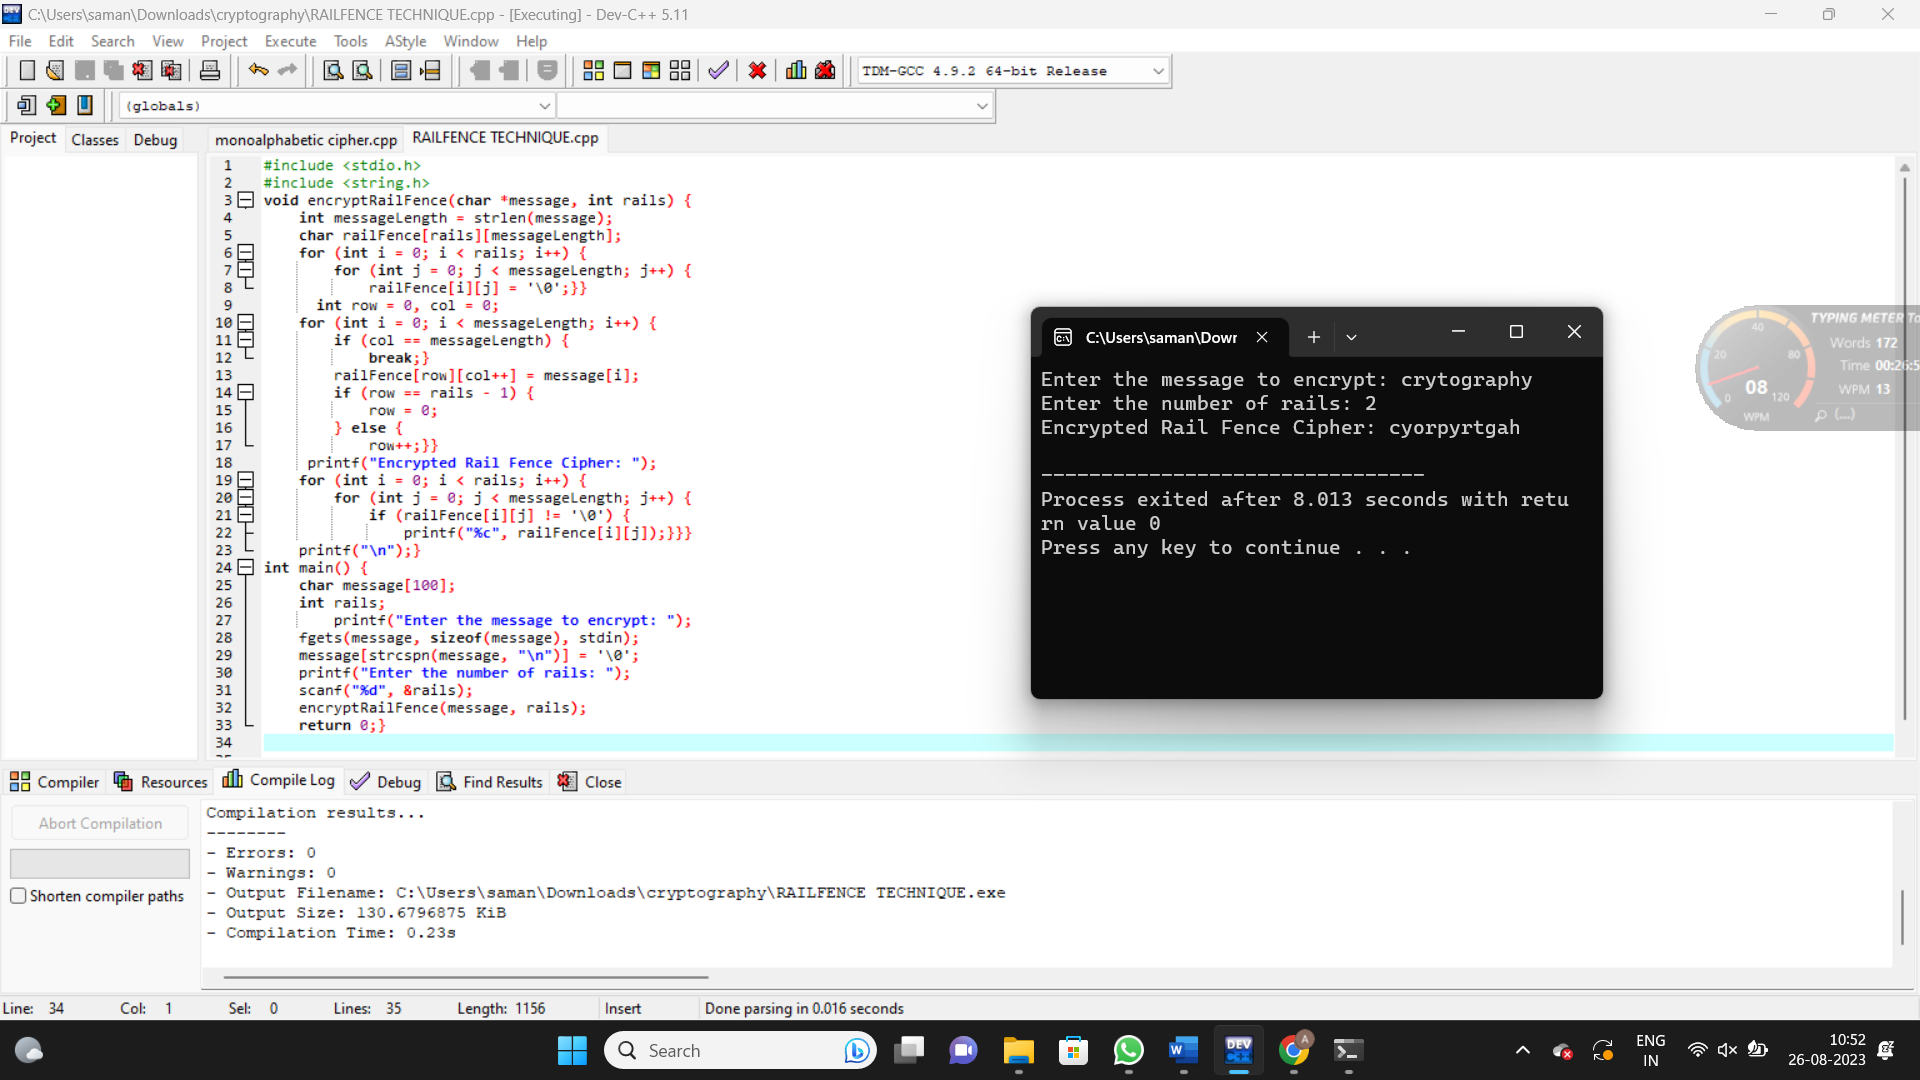 C:\Users\saman\Downloads\cryptography\RAILFENCE TECHNIQUE.cpp - [Executing] - Dev-C++ 5.11
File Edit Search View Project Execute Tools AStyle Window Help
TDM-GCC 4.9.2 64-bit Release
(globals)
Project Classes Debug
monoalphabetic cipher.cpp RAILFENCE TECHNIQUE.cpp
1 #include <stdio.h>
2 #include <string.h>
3 void encryptRailFence(char *message, int rails) {
4 int messageLength = strlen(message);
5 char railFence[rails][messageLength];
6 for (int i = 0; i < rails; i++) {
7 for (int j = 0; j < messageLength; j++) {
8 railFence[i][j] = '\0';}}
9 int row = 0, col = 0;
10 for (int i = 0; i < messageLength; i++) {
11 if (col == messageLength) {
12 break;}
13 railFence[row][col++] = message[i];
14 if (row == rails - 1) {
15 row = 0;
16 } else {
17 row++;}}
18 printf("Encrypted Rail Fence Cipher: ");
19 for (int i = 0; i < rails; i++) {
20 for (int j = 0; j < messageLength; j++) {
21 if (railFence[i][j] != '\0') {
22 printf("%c", railFence[i][j]);}}}
23 printf("\n");}
24 int main() {
25 char message[100];
26 int rails;
27 printf("Enter the message to encrypt: ");
28 fgets(message, sizeof(message), stdin);
29 message[strcspn(message, "\n")] = '\0';
30 printf("Enter the number of rails: ");
31 scanf("%d", &rails);
32 encryptRailFence(message, rails);
33 return 0;}
34
C:\Users\saman\Dowr
Enter the message to encrypt: crytography
Enter the number of rails: 2
Encrypted Rail Fence Cipher: cyorpyrtgah
--------------------------------
Process exited after 8.013 seconds with retu
rn value 0
Press any key to continue . . .
TYPING METER To
Words 172
Time 00:26:5
WPM 13
0 20 40 80 120
08
WPM
(...)
Compiler Resources Compile Log Debug Find Results Close
Abort Compilation
Shorten compiler paths
Compilation results...
--------
- Errors: 0
- Warnings: 0
- Output Filename: C:\Users\saman\Downloads\cryptography\RAILFENCE TECHNIQUE.exe
- Output Size: 130.6796875 KiB
- Compilation Time: 0.23s
Line: 34 Col: 1 Sel: 0 Lines: 35 Length: 1156 Insert Done parsing in 0.016 seconds
Search
DEV
C++
A
ENG
IN
10:52
26-08-2023